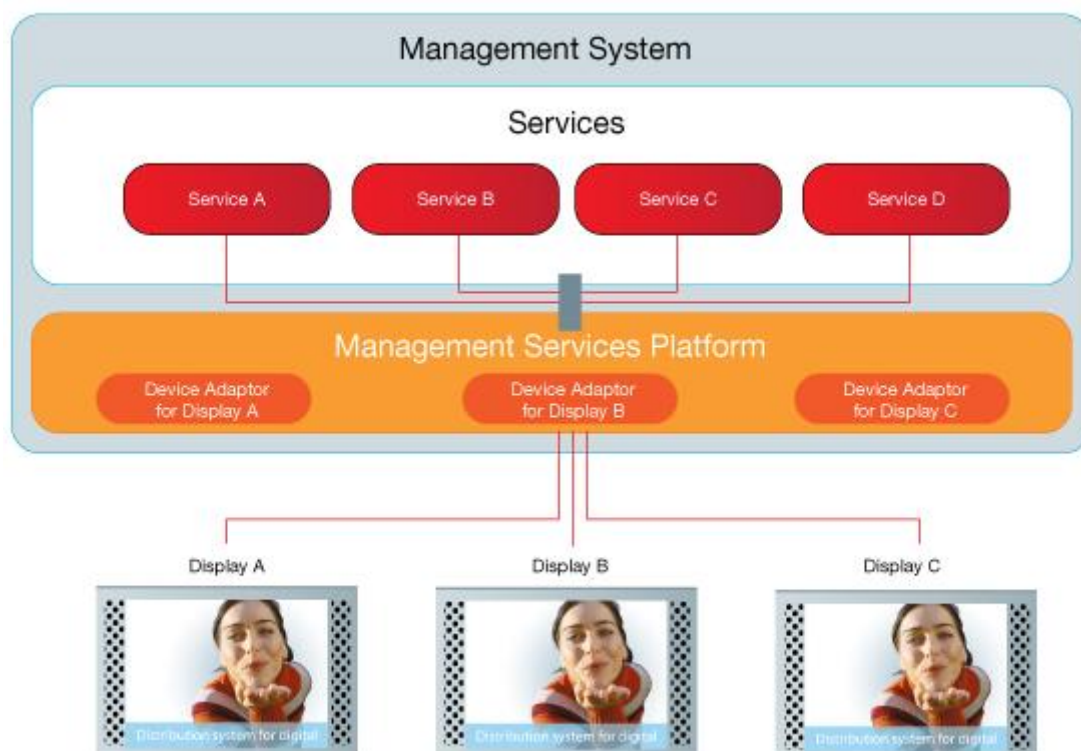 Management System
Services
Service A
Service B
Service C
Service D
Management Services Platform
Device Adaptor
for Display A
Device Adaptor
for Display B
Device Adaptor
for Display C
Display A
Display B
Display C
Distribution system for digital
Distribution system for digital
Distribution system for digital